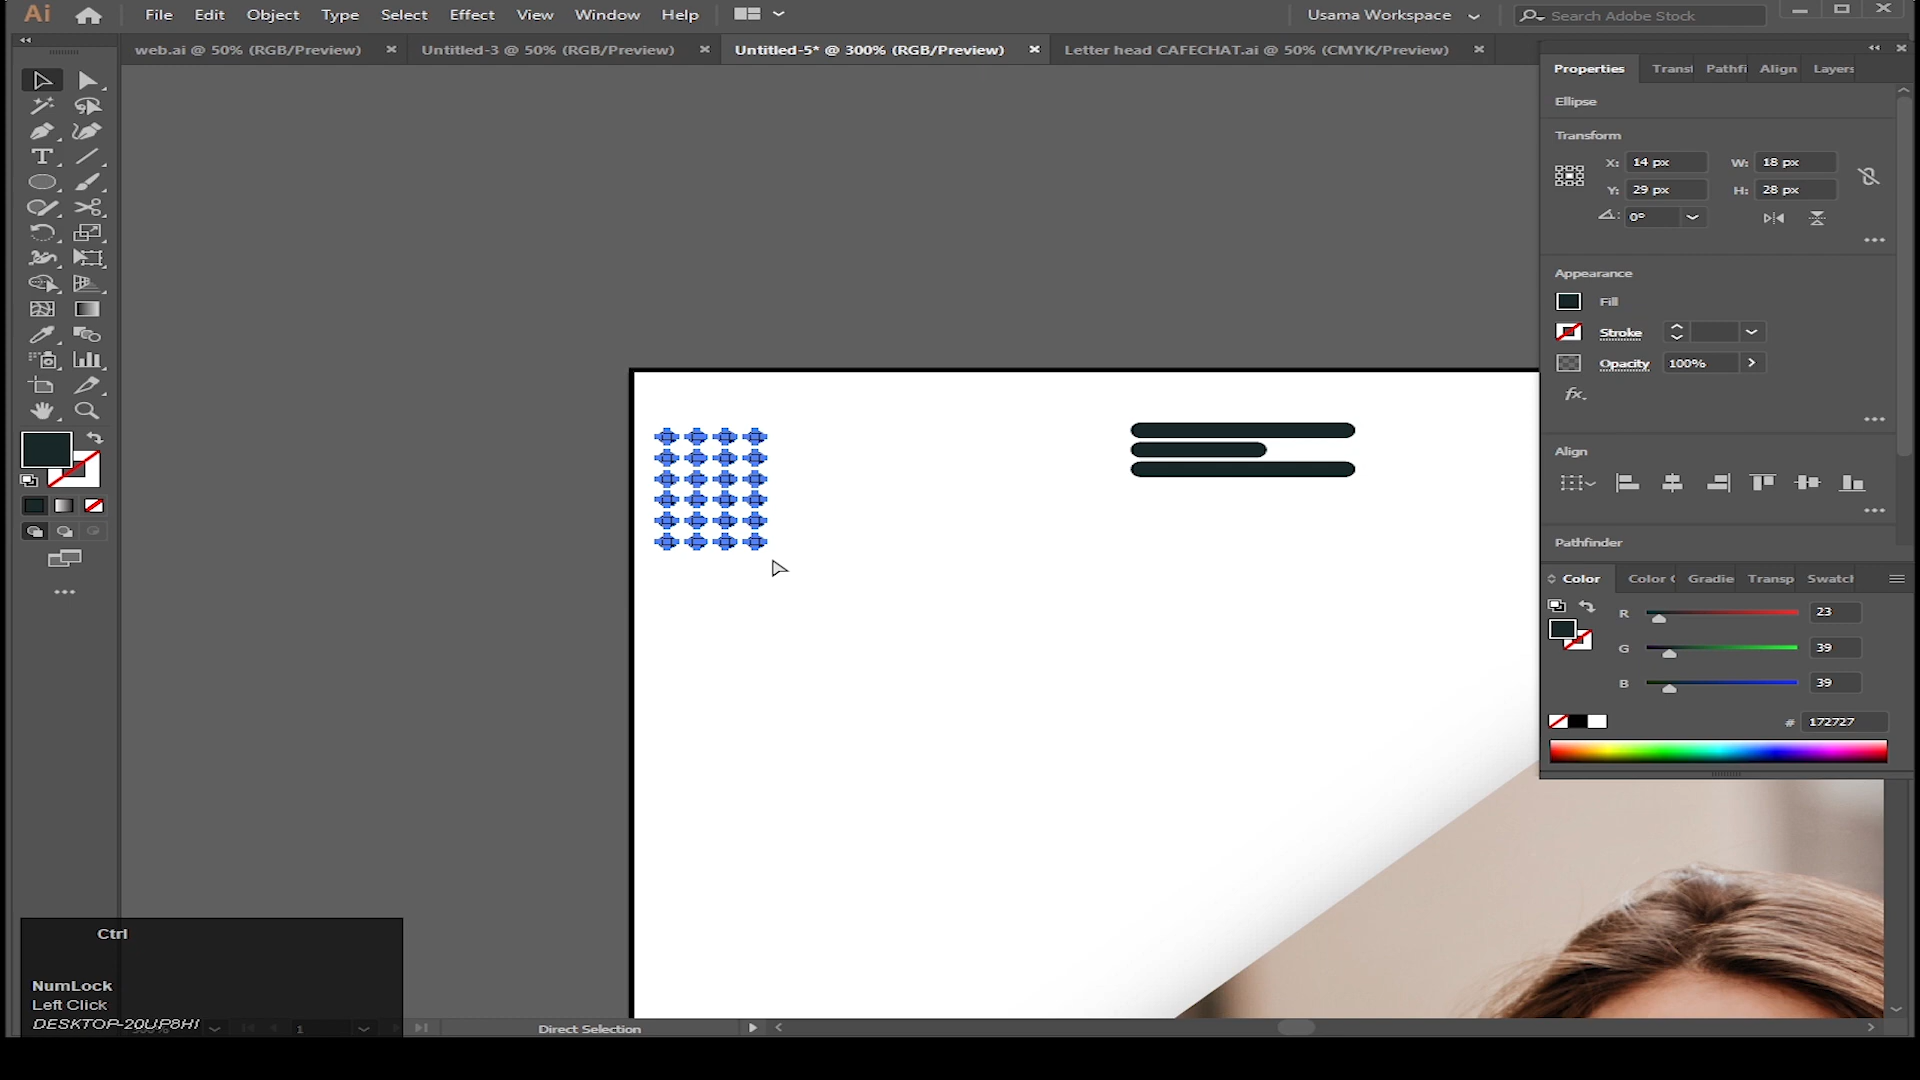 Ai File Edit Object Type Select Effect View Window Help Usama Workspace Search Adobe Stock
web.ai @ 50% (RGB/Preview) Untitled-3 @ 50% (RGB/Preview) Untitled-5* @ 300% (RGB/Preview) Letter head CAFECHAT.ai @ 50% (CMYK/Preview)
Properties Transf Pathfi Align Layers
Ellipse
Transform
X: 14 px W: 18 px
Y: 29 px H: 28 px
0°
Appearance
Fill
Stroke
Opacity 100%
fx.
Align
Pathfinder
Color Color Gradie Transp Swatch
R 23
G 39
B 39
# 172727
Ctrl
NumLock
Left Click
DESKTOP-20UP8HI
1
Direct Selection